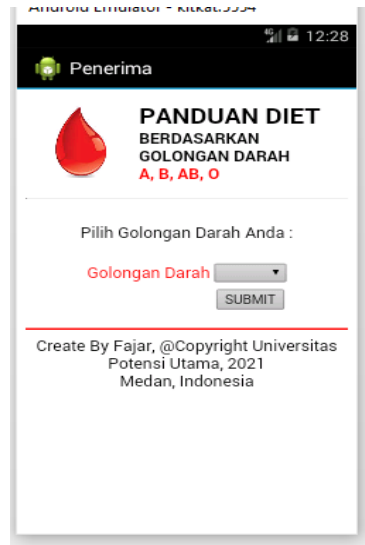 Android Emulator - kitkat:5554
12:28
Penerima
PANDUAN DIET
BERDASARKAN
GOLONGAN DARAH
A, B, AB, O
Pilih Golongan Darah Anda :
Golongan Darah
SUBMIT
Create By Fajar, @Copyright Universitas
Potensi Utama, 2021
Medan, Indonesia